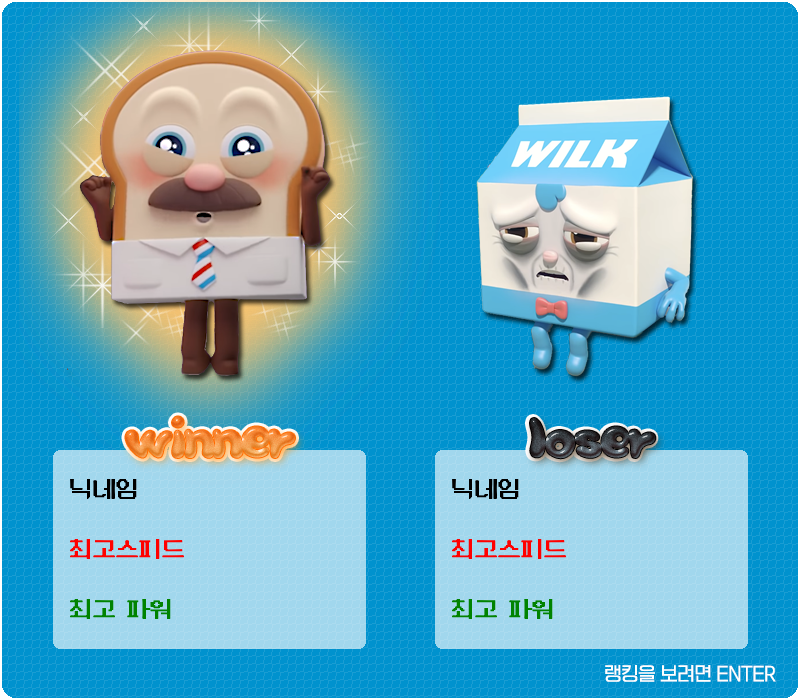 WILK
winner
loser
닉네임
최고스피드
최고 파워
닉네임
최고스피드
최고 파워
랭킹을 보려면 ENTER